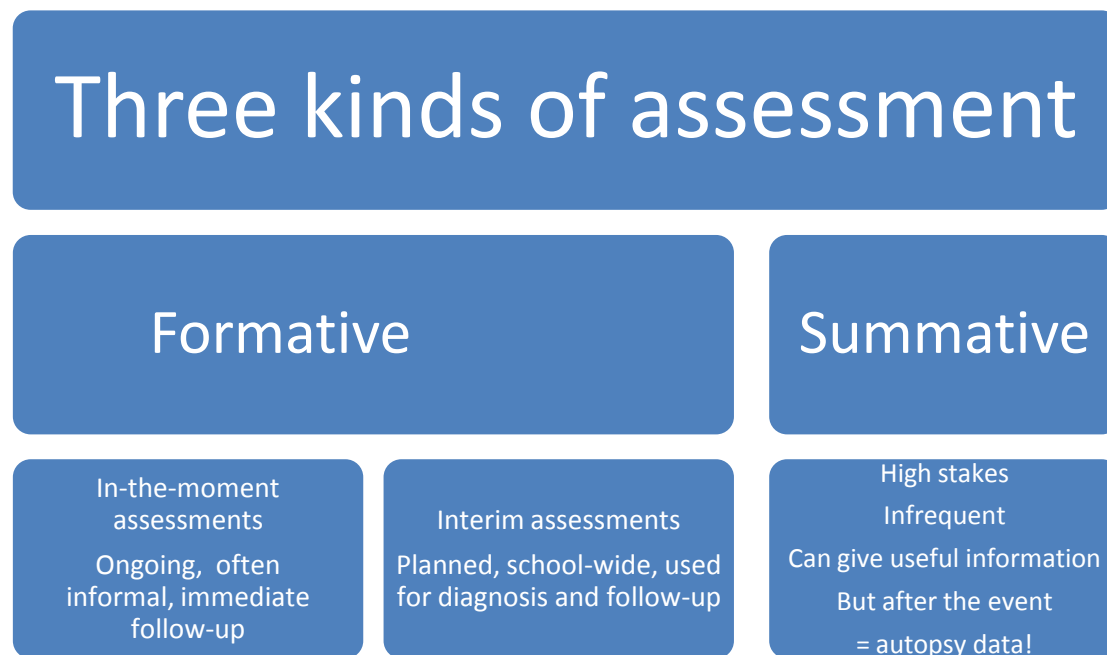 Three kinds of assessment
Formative
Summative
In-the-moment
assessments
Ongoing, often
informal, immediate
follow-up
Interim assessments
Planned, school-wide, used
for diagnosis and follow-up
High stakes
Infrequent
Can give useful information
But after the event
= autopsy data!